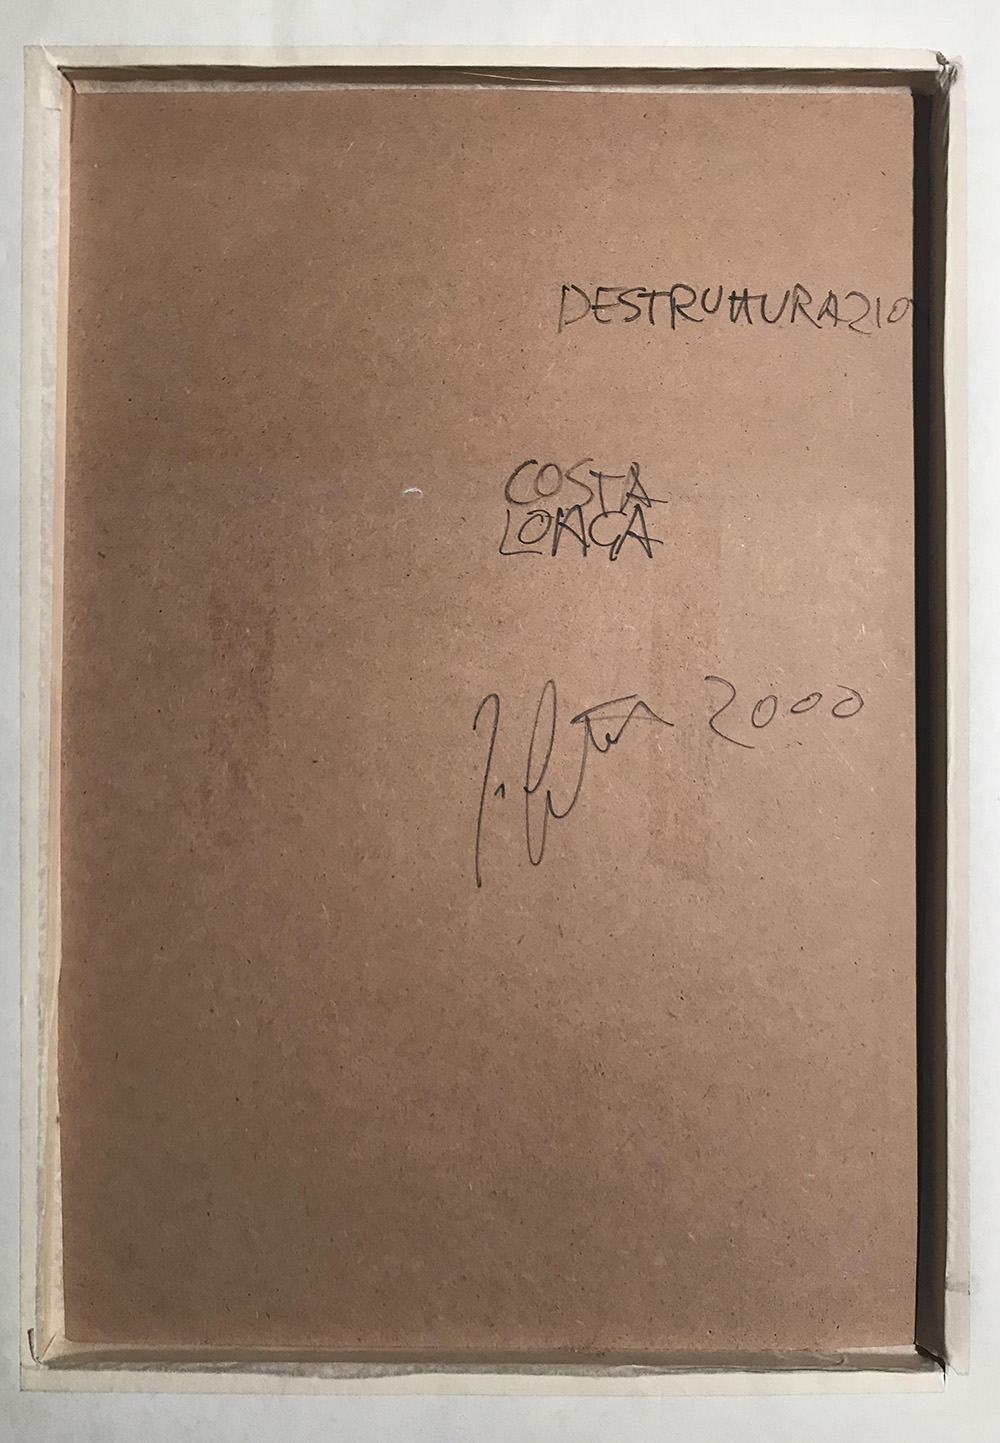 DESTRUTTURAZIO
COSTA
LONGA
2000